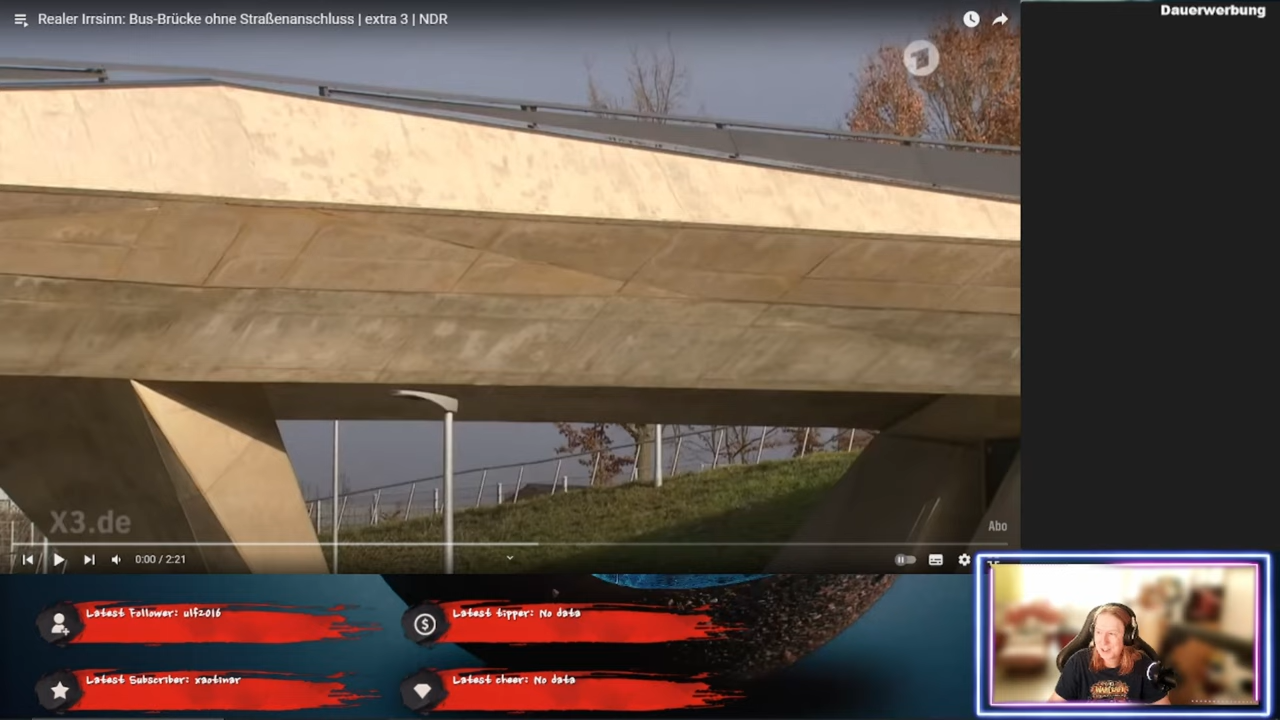 Dauerwerbung
Realer Irrsinn: Bus-Brücke ohne Straßenanschluss | extra 3 | NDR
X3.de
Abo
0:00 / 2:21
Latest Follower: ulf2016
Latest tipper: No data
Latest Subscriber: xaotinar
Latest cheer: No data